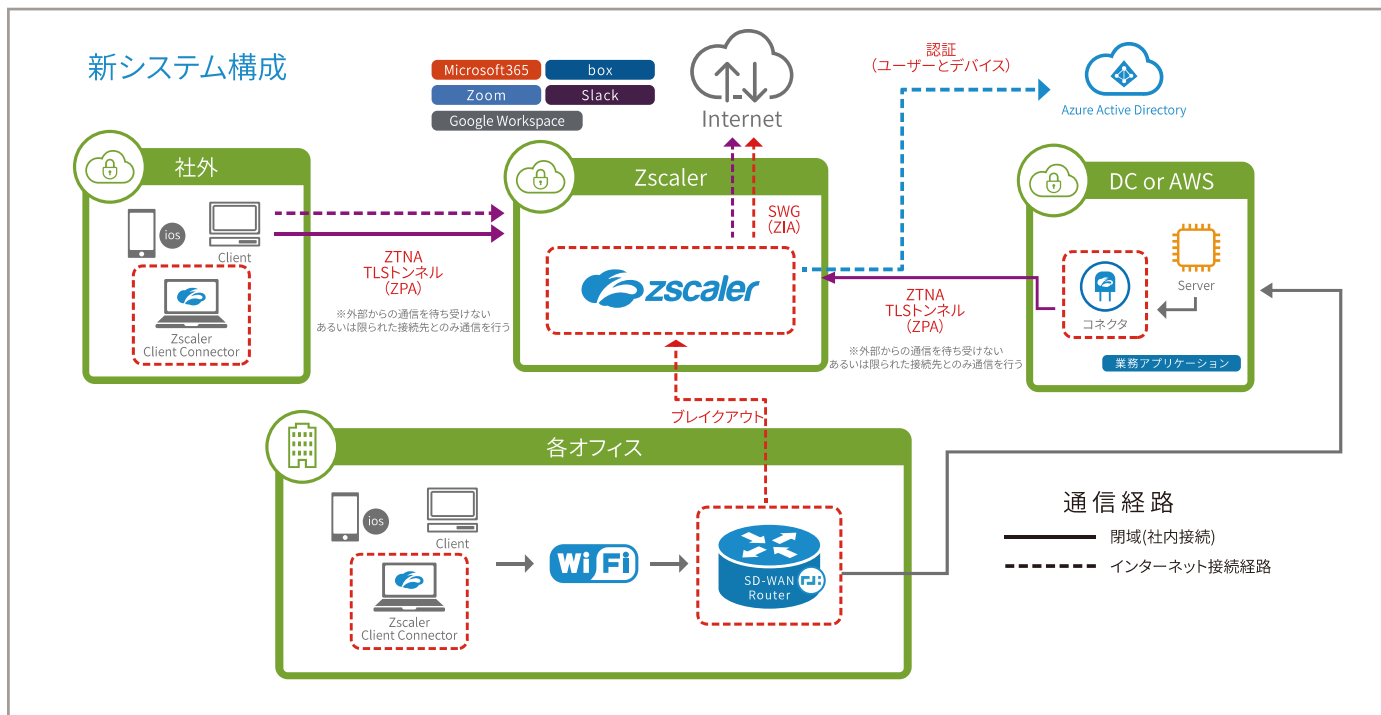 新システム構成
Microsoft365
box
Zoom
Slack
Google Workspace
Internet
認証
(ユーザーとデバイス)
Azure Active Directory
社外
ios
Client
Zscaler
Client Connector
ZTNA
TLSトンネル
(ZPA)
※外部からの通信を待ち受けない
あるいは限られた接続先とのみ通信を行う
Zscaler
SWG
(ZIA)
zscaler
ZTNA
TLSトンネル
(ZPA)
※外部からの通信を待ち受けない
あるいは限られた接続先とのみ通信を行う
DC or AWS
Server
コネクタ
業務アプリケーション
ブレイクアウト
各オフィス
ios
Client
Zscaler
Client Connector
WiFi
SD-WAN
Router
通信経路
閉域(社内接続)
インターネット接続経路